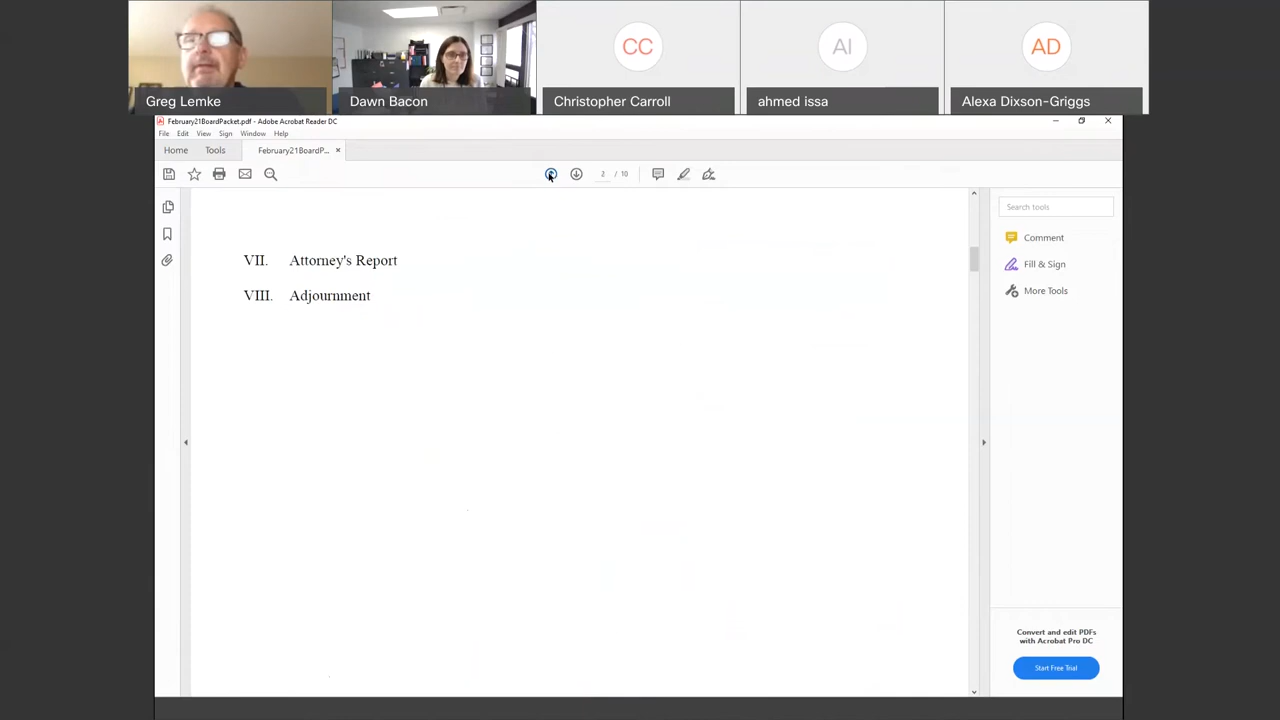 CC
AI
AD
Greg Lemke
Dawn Bacon
Christopher Carroll
ahmed issa
Alexa Dixson-Griggs
February21BoardPacket.pdf - Adobe Acrobat Reader DC
File Edit View Sign Window Help
Home Tools February21BoardP... ×
2 / 10
Search tools
VII. Attorney's Report
VIII. Adjournment
Comment
Fill & Sign
More Tools
Convert and edit PDFs
with Acrobat Pro DC
Start Free Trial